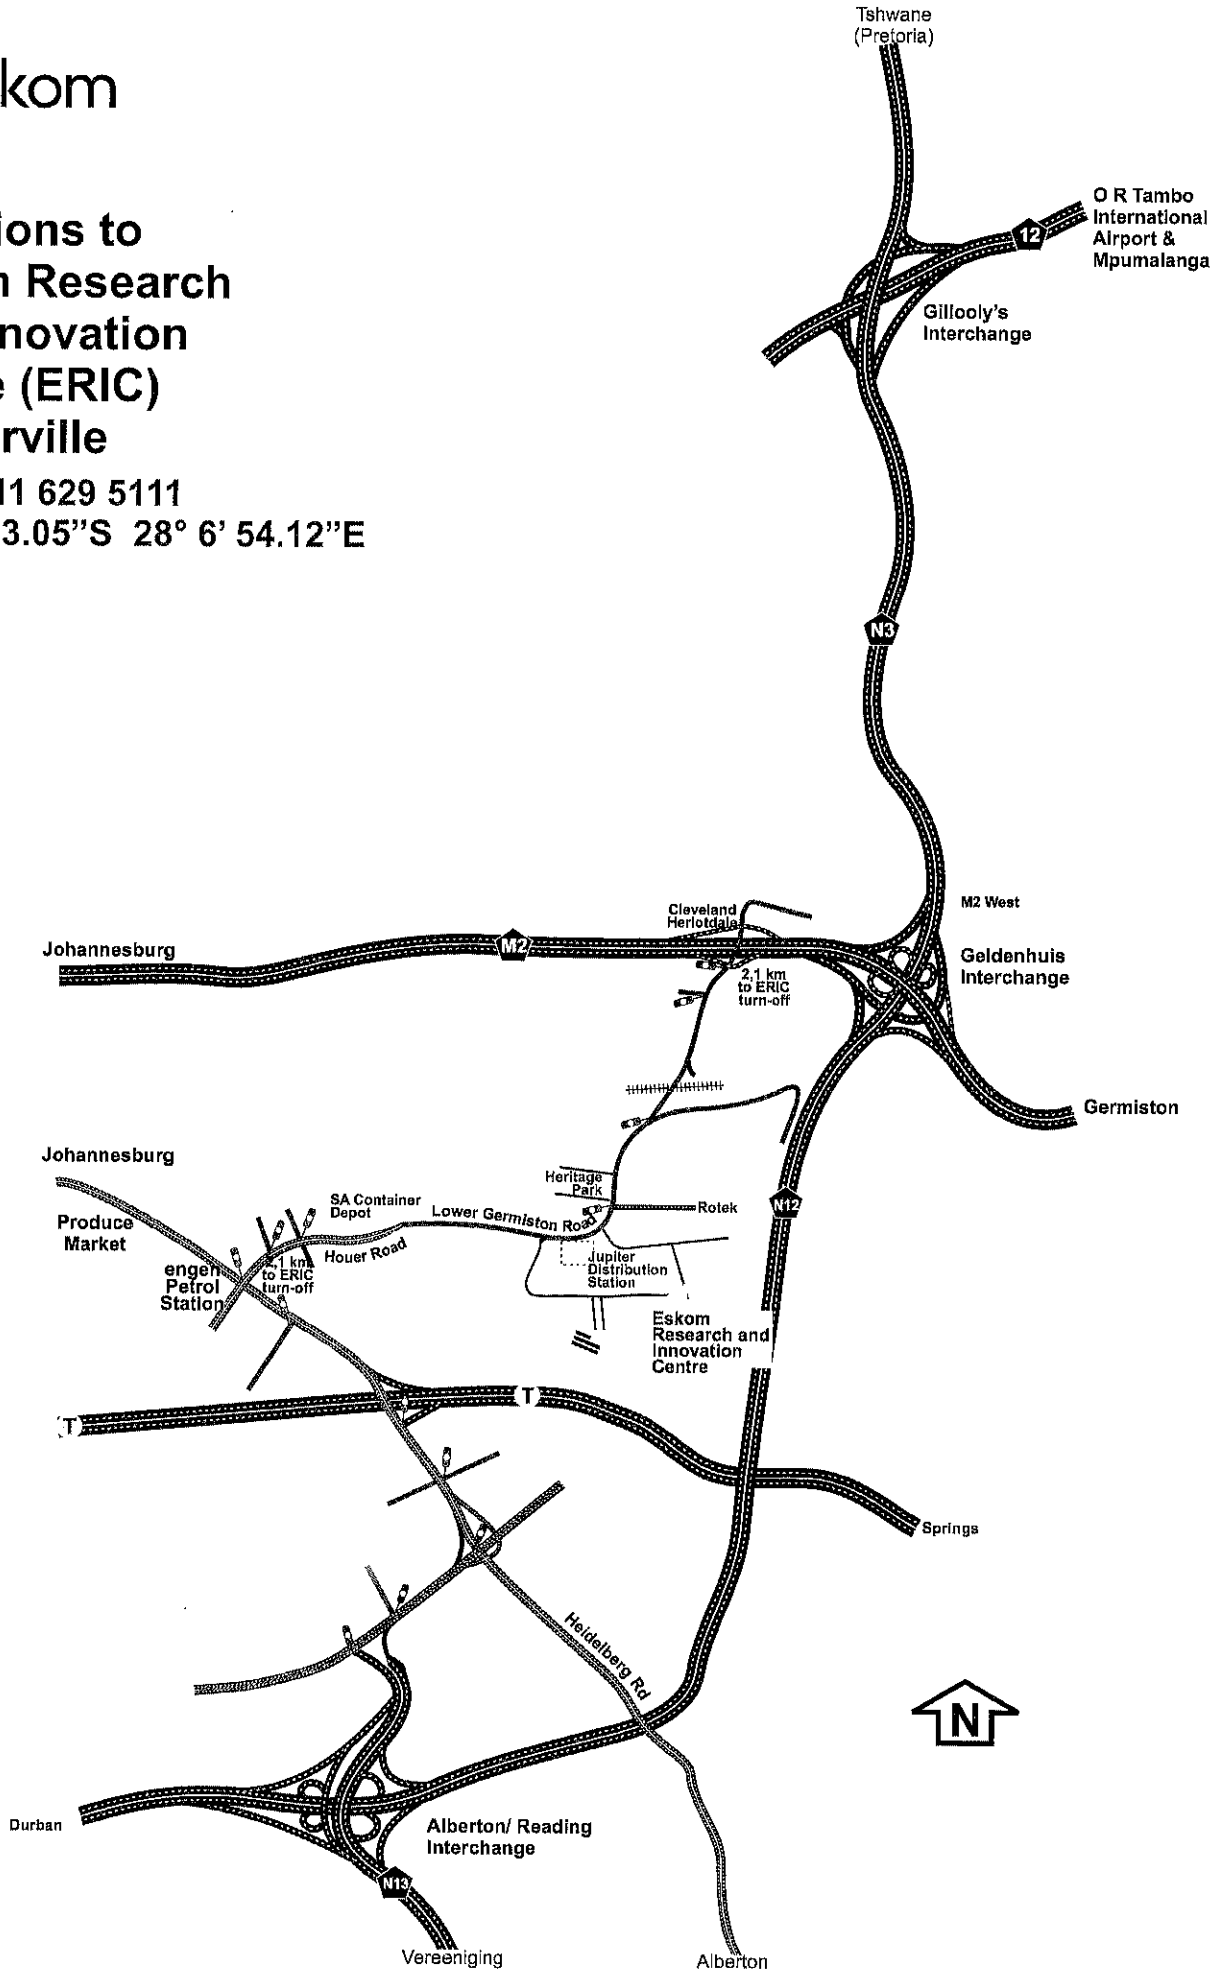 Tshwane
(Pretoria)
kom
ions to
n Research
novation
e (ERIC)
rville
11 629 5111
3.05”S 28° 6’ 54.12”E
12
O R Tambo
International
Airport &
Mpumalanga
Gillooly’s
Interchange
N3
Cleveland
Herlotdale
M2 West
Johannesburg
M2
Geldenhuis
Interchange
2,1 km
to ERIC
turn-off
Germiston
Johannesburg
Produce
Market
SA Container
Depot
Lower Germiston Road
Houer Road
Heritage
Park
Rotek
N12
engen
Petrol
Station
2,1 km
to ERIC
turn-off
Jupiter
Distribution
Station
Eskom
Research and
Innovation
Centre
T
T
Springs
Heidelberg Rd
N
Durban
Alberton/ Reading
Interchange
N13
Vereeniging
Alberton